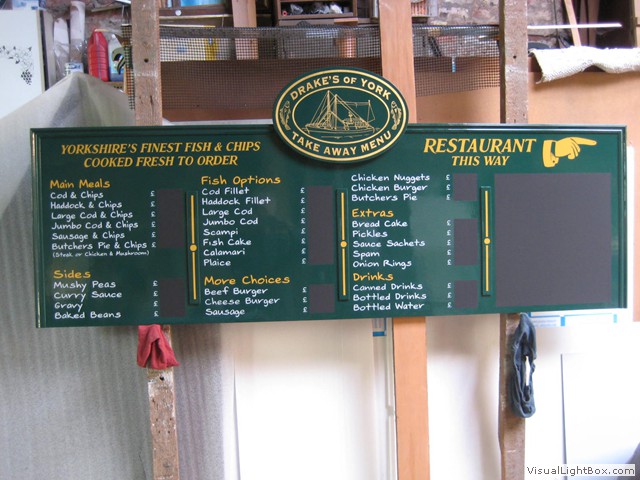 DRAKE'S OF YORK
TAKE AWAY MENU
YORKSHIRE'S FINEST FISH & CHIPS
COOKED FRESH TO ORDER
RESTAURANT
THIS WAY
Main Meals £
Cod & Chips £
Haddock & Chips £
Large Cod & Chips £
Jumbo Cod & Chips £
Sausage & Chips £
Butchers Pie & Chips £
(Steak or Chicken & Mushroom)
Sides
Mushy Peas £
Curry Sauce £
Gravy £
Baked Beans £
Fish Options
Cod Fillet £
Haddock Fillet £
Large Cod £
Jumbo Cod £
Scampi £
Fish Cake £
Calamari £
Plaice £
More Choices
Beef Burger £
Cheese Burger £
Sausage £
Chicken Nuggets £
Chicken Burger £
Butchers Pie £
Extras
Bread Cake £
Pickles £
Sauce Sachets £
Spam £
Onion Rings £
Drinks
Canned Drinks £
Bottled Drinks £
Bottled Water £
VisualLightBox.com